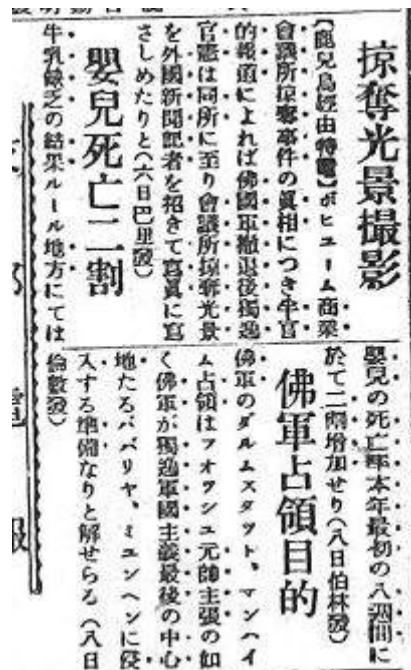 掠奪光景撮影
【鹿兒島經由特電】ボヒューム商業
會議所掠奪事件の眞相につき半官
的報道によれば佛國軍撤退後獨逸
官憲は同所に至り會議所掠奪光景
を外國新聞記者を招きて寫眞に寫
さしめたりと(六日巴里發)
嬰兒死亡二割
牛乳缺乏の結果ルール地方にては
嬰兒の死亡率本年最初の八週間に
於て二割增加せり(八日伯林發)
佛軍占領目的
佛軍のダルムスタット、マンハイ
ム占領はフオツシユ元帥主張の如
く佛軍が獨逸軍國主義最後の中心
地たるババリヤ、ミユンヘンに侵
入する準備なりと解せらる(八日
倫敦發)
電
報